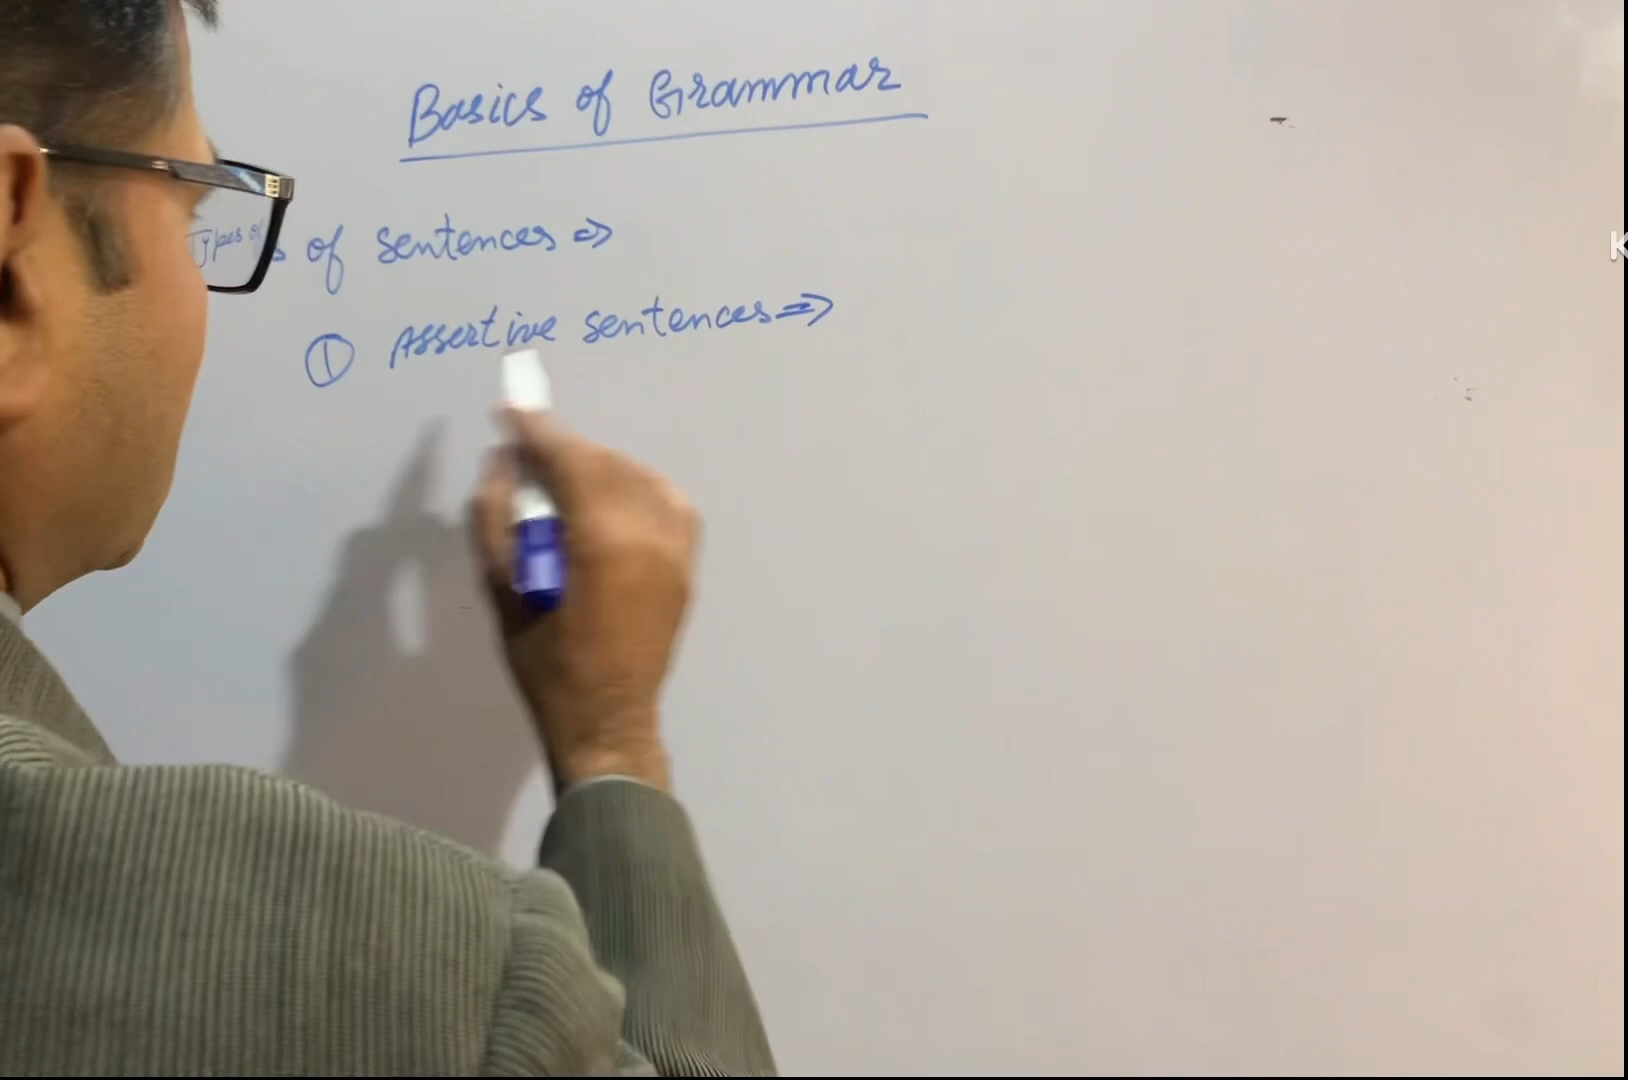 Basics of Grammar
Types of sentences ⇒
① Assertive sentences ⇒
K